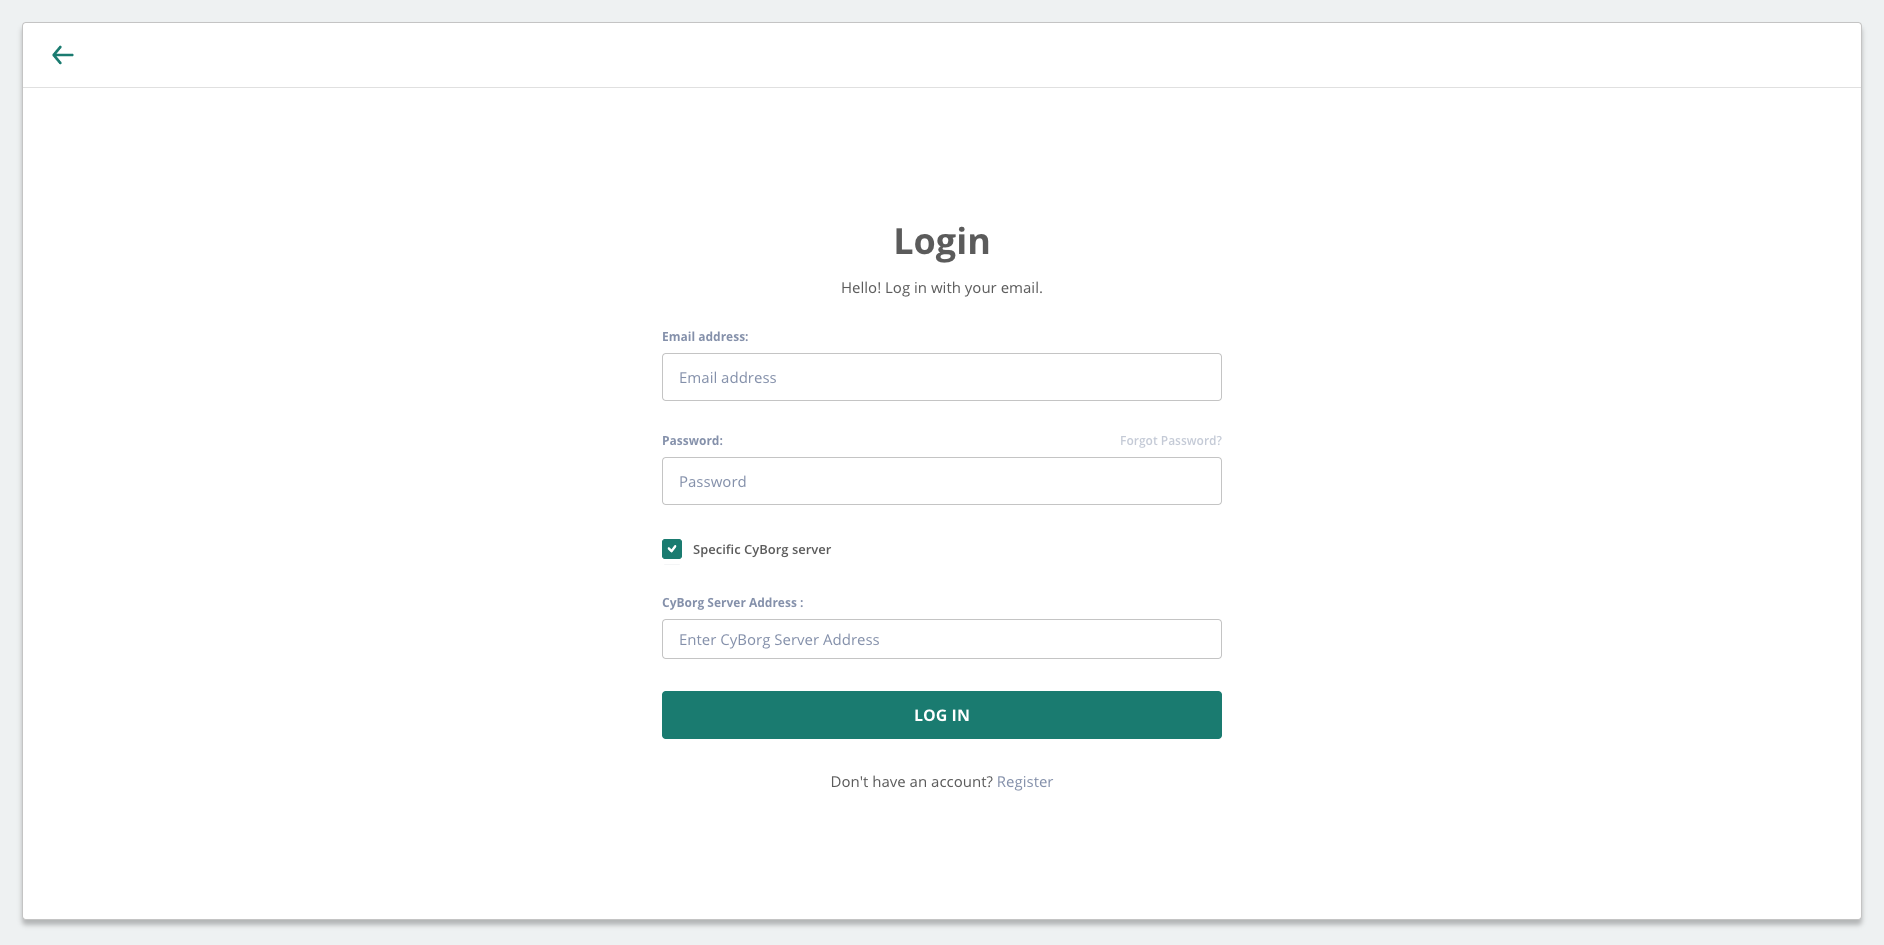 Login
Hello! Log in with your email.
Email address:
Email address
Password: Forgot Password?
Password
Specific CyBorg server
CyBorg Server Address :
Enter CyBorg Server Address
LOG IN
Don't have an account? Register